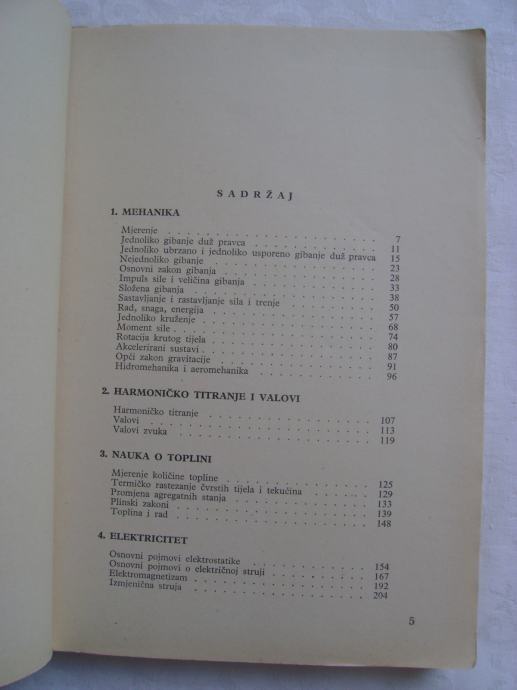 SADRŽAJ
1. MEHANIKA
Mjerenje 7
Jednoliko gibanje duž pravca 11
Jednoliko ubrzano i jednoliko usporeno gibanje duž pravca 15
Nejednoliko gibanje 23
Osnovni zakon gibanja 28
Impuls sile i veličina gibanja 33
Složena gibanja 38
Sastavljanje i rastavljanje sila i trenje 50
Rad, snaga, energija 57
Jednoliko kruženje 68
Moment sile 74
Rotacija krutog tijela 80
Akcelerirani sustavi 87
Opći zakon gravitacije 91
Hidromehanika i aeromehanika 96
2. HARMONIČKO TITRANJE I VALOVI
Harmoničko titranje 107
Valovi 113
Valovi zvuka 119
3. NAUKA O TOPLINI
Mjerenje količine topline 125
Termičko rastezanje čvrstih tijela i tekućina 129
Promjena agregatnih stanja 133
Plinski zakoni 139
Toplina i rad 148
4. ELEKTRICITET
Osnovni pojmovi elektrostatike 154
Osnovni pojmovi o električnoj struji 167
Elektromagnetizam 192
Izmjenična struja 204
5